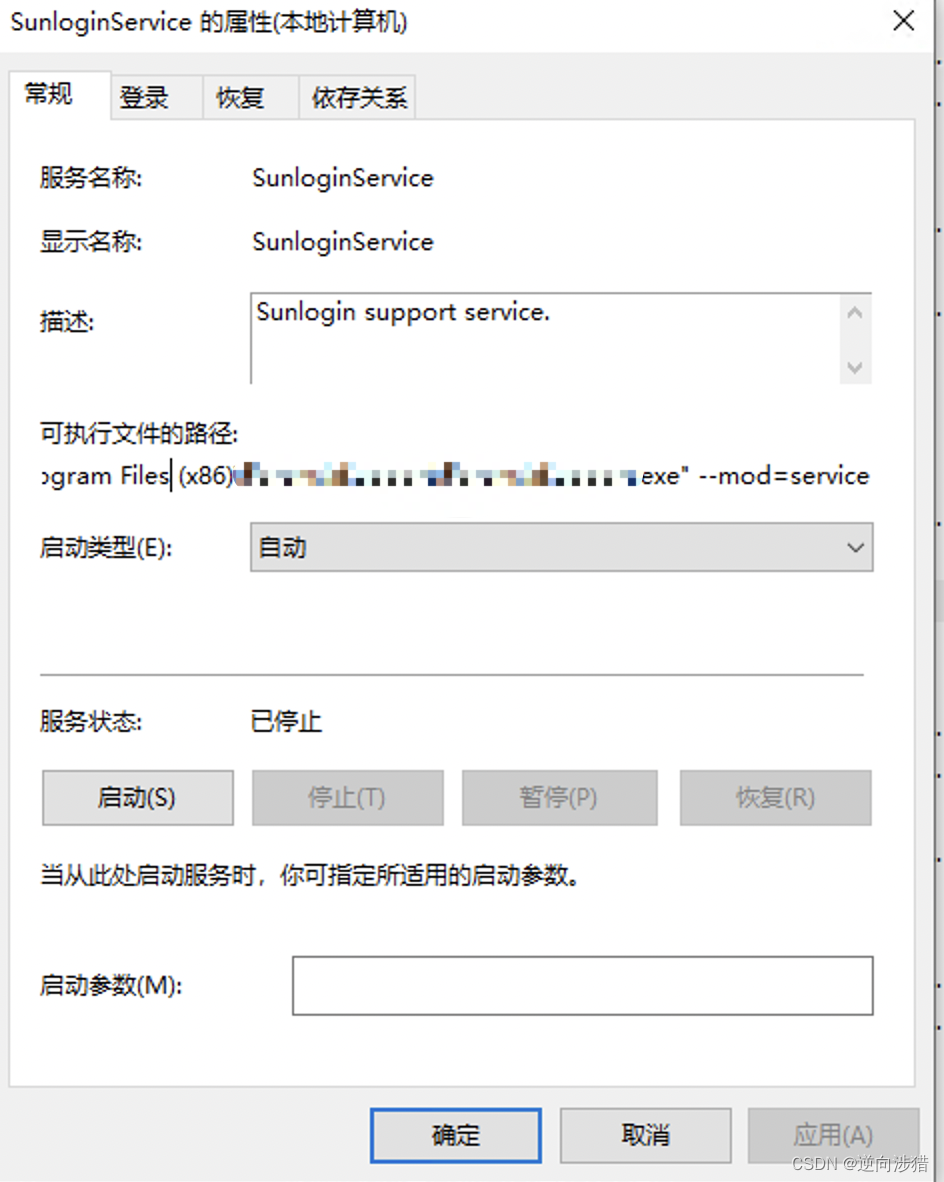 SunloginService 的属性(本地计算机)
常规 登录 恢复 依存关系
服务名称: SunloginService
显示名称: SunloginService
描述: Sunlogin support service.
可执行文件的路径:
ogram Files (x86) exe" --mod=service
启动类型(E): 自动
服务状态: 已停止
启动(S) 停止(T) 暂停(P) 恢复(R)
当从此处启动服务时，你可指定所适用的启动参数。
启动参数(M):
确定 取消 应用(A)
CSDN @逆向涉猎